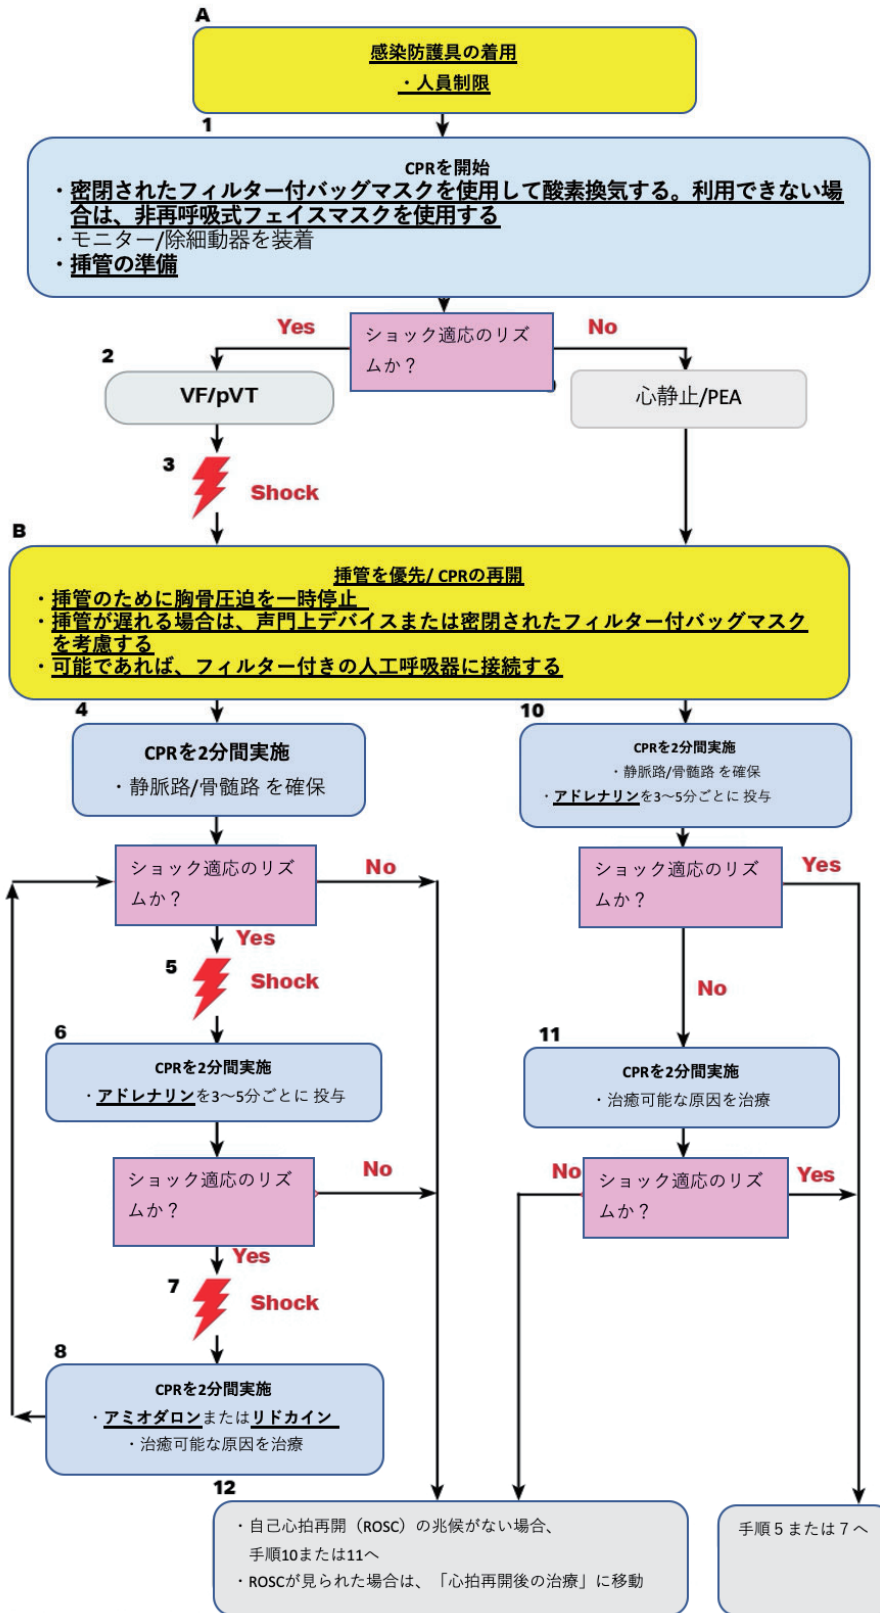 A
感染防護具の着用
・人員制限
1
CPRを開始
・密閉されたフィルター付バッグマスクを使用して酸素換気する。利用できない場
合は、非再呼吸式フェイスマスクを使用する
・モニター/除細動器を装着
・挿管の準備
ショック適応のリズ
ムか？
Yes
No
2
VF/pVT
心静止/PEA
3
Shock
B
挿管を優先/ CPRの再開
・挿管のために胸骨圧迫を一時停止
・挿管が遅れる場合は、声門上デバイスまたは密閉されたフィルター付バッグマスク
を考慮する
・可能であれば、フィルター付きの人工呼吸器に接続する
4
CPRを2分間実施
・静脈路/骨髄路 を確保
ショック適応のリズ
ムか？
No
Yes
5
Shock
6
CPRを2分間実施
・アドレナリンを3～5分ごとに 投与
ショック適応のリズ
ムか？
No
Yes
7
Shock
8
CPRを2分間実施
・アミオダロンまたはリドカイン
・治癒可能な原因を治療
10
CPRを2分間実施
・静脈路/骨髄路 を確保
・アドレナリンを3～5分ごとに 投与
ショック適応のリズ
ムか？
Yes
No
11
CPRを2分間実施
・治癒可能な原因を治療
ショック適応のリズ
ムか？
No
Yes
12
・自己心拍再開（ROSC）の兆候がない場合、
手順10または11へ
・ROSCが見られた場合は、「心拍再開後の治療」に移動
手順５または７へ